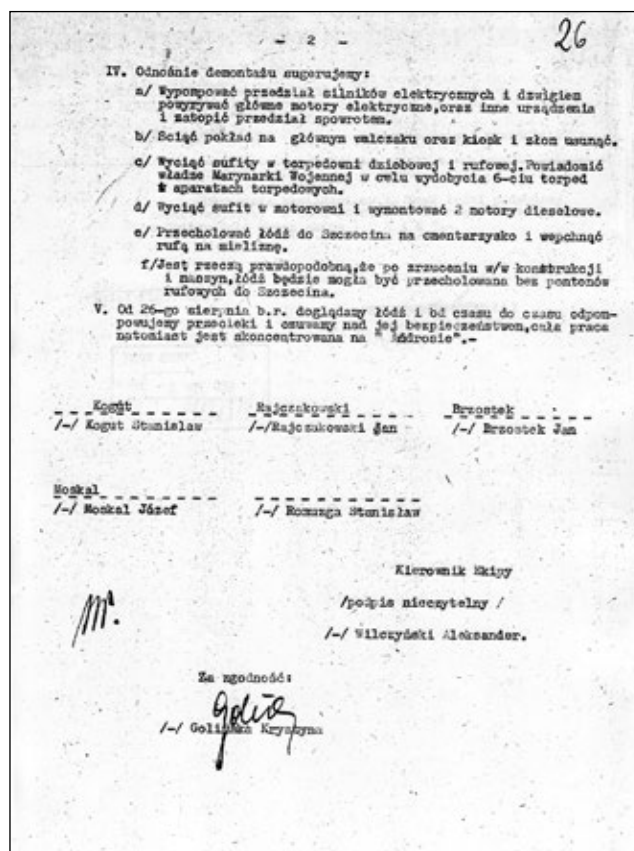 - 2 -
26
IV. Odnośnie demontażu sugerujemy:
a/ Wypompować przedział silników elektrycznych i dźwigiem
powyrywać główne motory elektryczne,oraz inne urządzenia
i zatopić przedział spowrotem.
b/ Sciąć pokład na głównym walczaku oraz kiosk i złom usunąć.
c/ Wyciąć sufity w torpedowni dziobowej i rufowej.Powiadomić
władze Marynarki Wojennej w celu wydobycia 6-ciu torped
w aparatach torpedowych.
d/ Wyciąć sufit w motorowni i wymontować 2 motory dieselowe.
e/ Przecholować łódź do Szczecina na cmentarzysko i wepchnąć
rufą na mieliznę.
f/Jest rzeczą prawdopodobną,że po zrzuceniu w/w konstrukcji
i maszyn,łódź będzie mogła być przecholowana bez pontonów
rufowych do Szczecina.
V. Od 26-go sierpnia b.r. doglądamy łódź i od czasu do czasu odpom-
powujemy przecieki i czuwamy nad jej bezpieczeństwem,cała praca
natomiast jest skoncentrowana na " Androsie".-
Kogut Rajczakowski Brzostek
/-/ Kogut Stanisław /-/Rajczakowski Jan /-/ Brzostek Jan
Moskal
/-/ Moskal Józef /-/ Romunga Stanisław
Kierownik Ekipy
/podpis nieczytelny /
/-/ Wilczyński Aleksander.
Za zgodność:
/-/ Golińska Krystyna